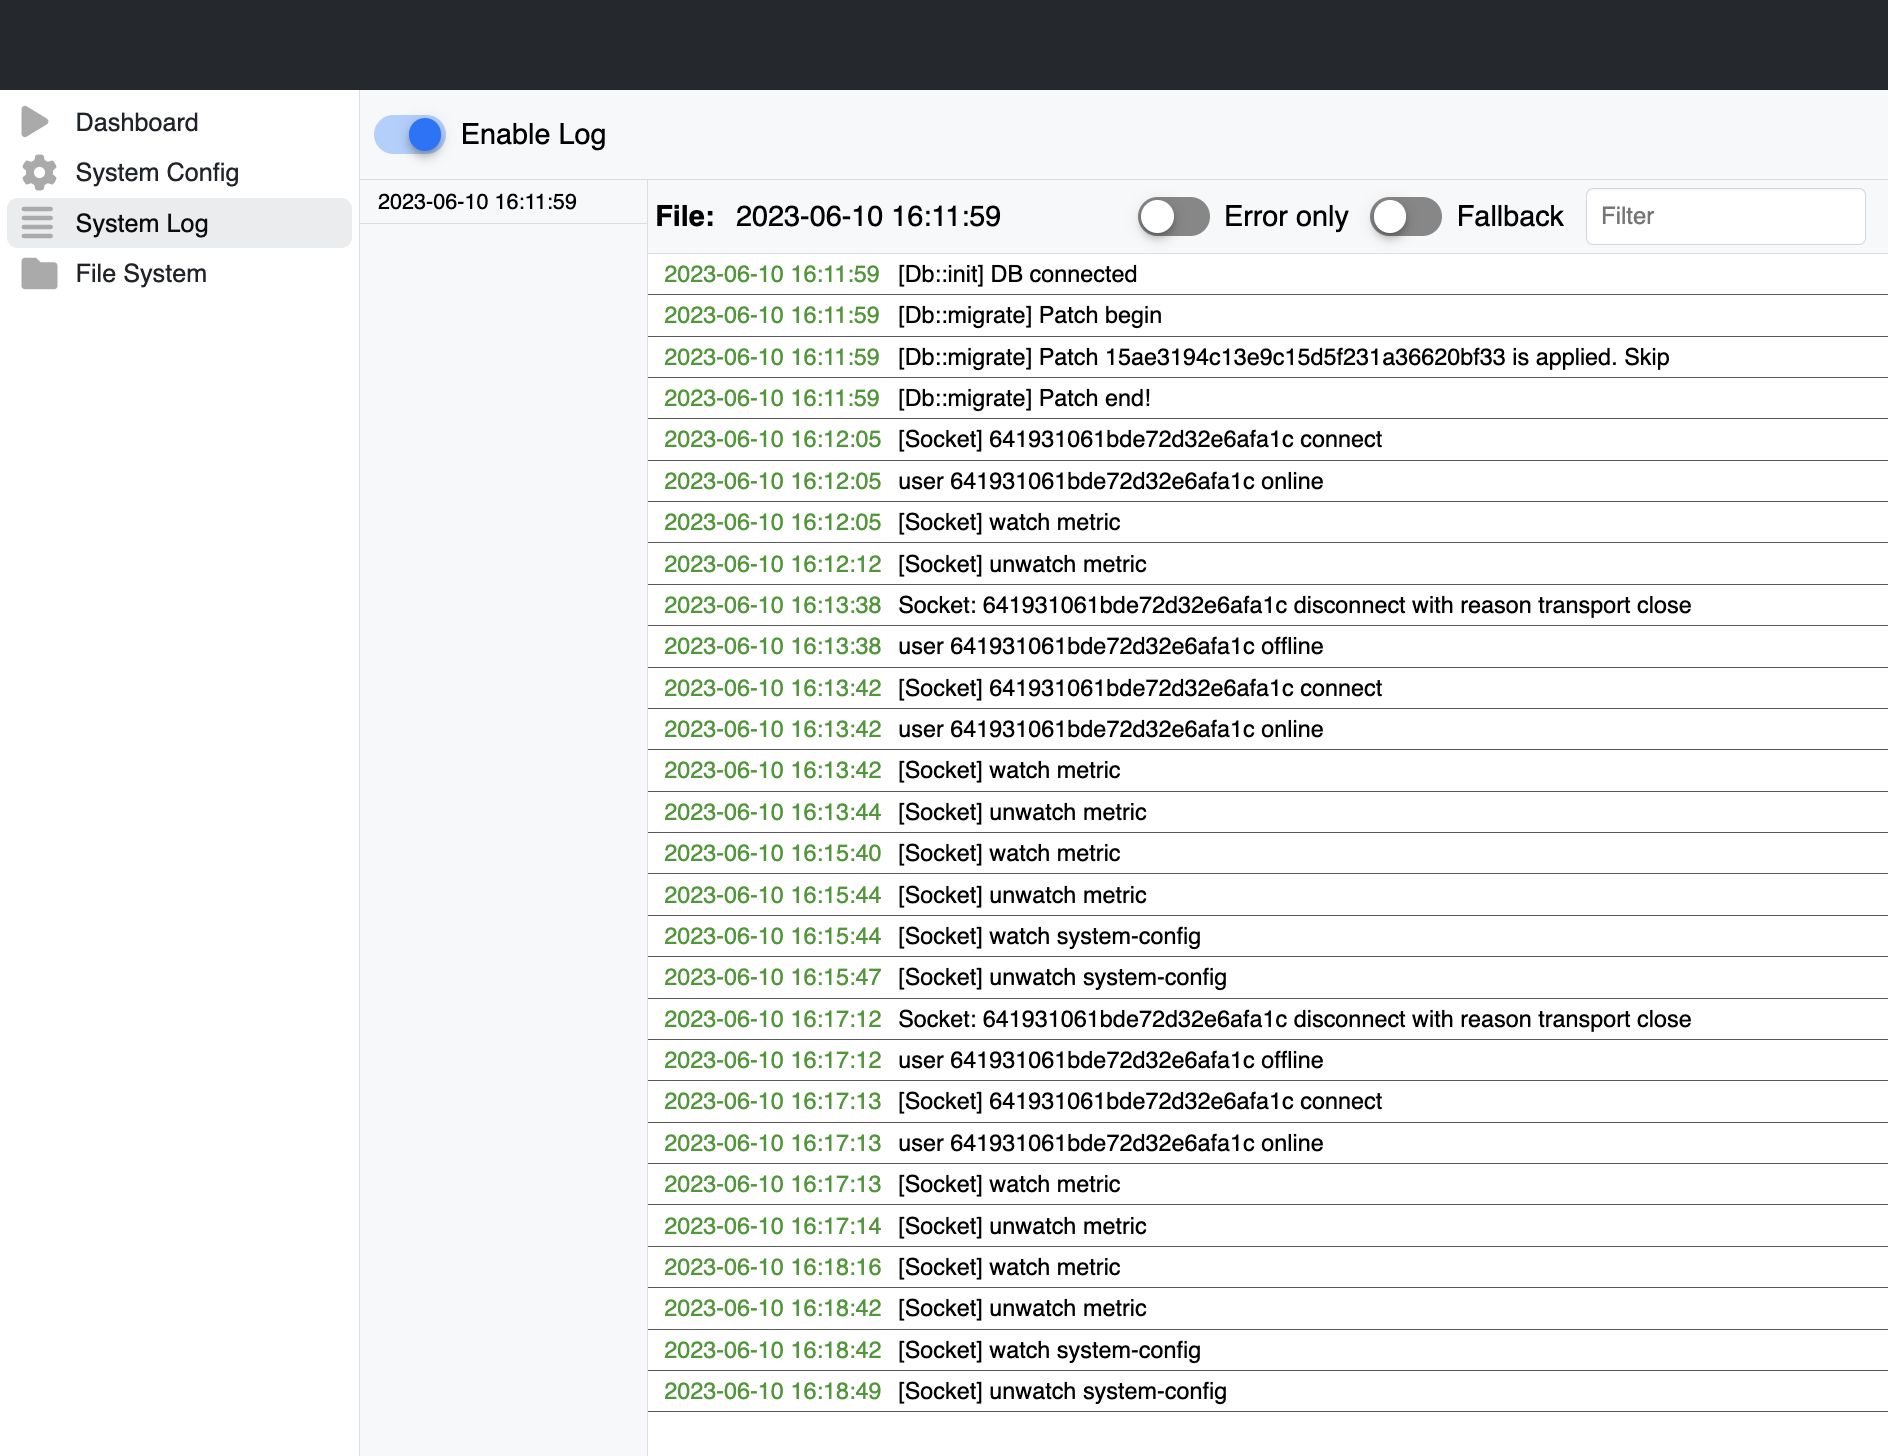 Dashboard
System Config
System Log
File System
Enable Log
2023-06-10 16:11:59
File: 2023-06-10 16:11:59 Error only Fallback Filter
2023-06-10 16:11:59 [Db::init] DB connected
2023-06-10 16:11:59 [Db::migrate] Patch begin
2023-06-10 16:11:59 [Db::migrate] Patch 15ae3194c13e9c15d5f231a36620bf33 is applied. Skip
2023-06-10 16:11:59 [Db::migrate] Patch end!
2023-06-10 16:12:05 [Socket] 641931061bde72d32e6afa1c connect
2023-06-10 16:12:05 user 641931061bde72d32e6afa1c online
2023-06-10 16:12:05 [Socket] watch metric
2023-06-10 16:12:12 [Socket] unwatch metric
2023-06-10 16:13:38 Socket: 641931061bde72d32e6afa1c disconnect with reason transport close
2023-06-10 16:13:38 user 641931061bde72d32e6afa1c offline
2023-06-10 16:13:42 [Socket] 641931061bde72d32e6afa1c connect
2023-06-10 16:13:42 user 641931061bde72d32e6afa1c online
2023-06-10 16:13:42 [Socket] watch metric
2023-06-10 16:13:44 [Socket] unwatch metric
2023-06-10 16:15:40 [Socket] watch metric
2023-06-10 16:15:44 [Socket] unwatch metric
2023-06-10 16:15:44 [Socket] watch system-config
2023-06-10 16:15:47 [Socket] unwatch system-config
2023-06-10 16:17:12 Socket: 641931061bde72d32e6afa1c disconnect with reason transport close
2023-06-10 16:17:12 user 641931061bde72d32e6afa1c offline
2023-06-10 16:17:13 [Socket] 641931061bde72d32e6afa1c connect
2023-06-10 16:17:13 user 641931061bde72d32e6afa1c online
2023-06-10 16:17:13 [Socket] watch metric
2023-06-10 16:17:14 [Socket] unwatch metric
2023-06-10 16:18:16 [Socket] watch metric
2023-06-10 16:18:42 [Socket] unwatch metric
2023-06-10 16:18:42 [Socket] watch system-config
2023-06-10 16:18:49 [Socket] unwatch system-config